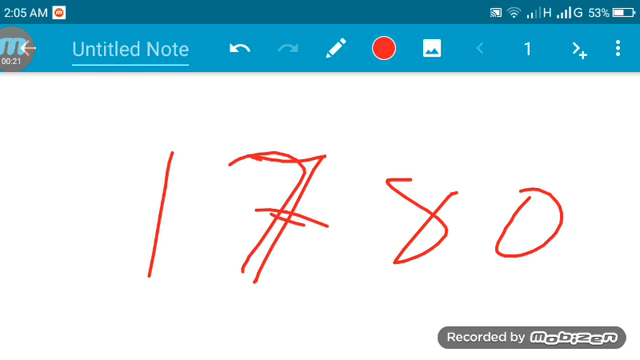 2:05 AM H G 53%
00:21 Untitled Note 1
1780
Recorded by mobizen